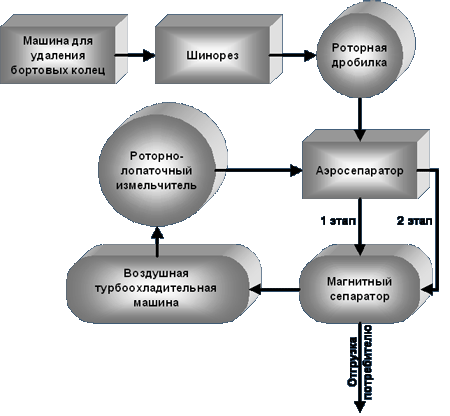 Машина для
удаления
бортовых колец
Шинорез
Роторная
дробилка
Роторно-
лопаточный
измельчитель
Аэросепаратор
1 этап
2 этап
Воздушная
турбоохладительная
машина
Магнитный
сепаратор
Отгрузка
потребителю